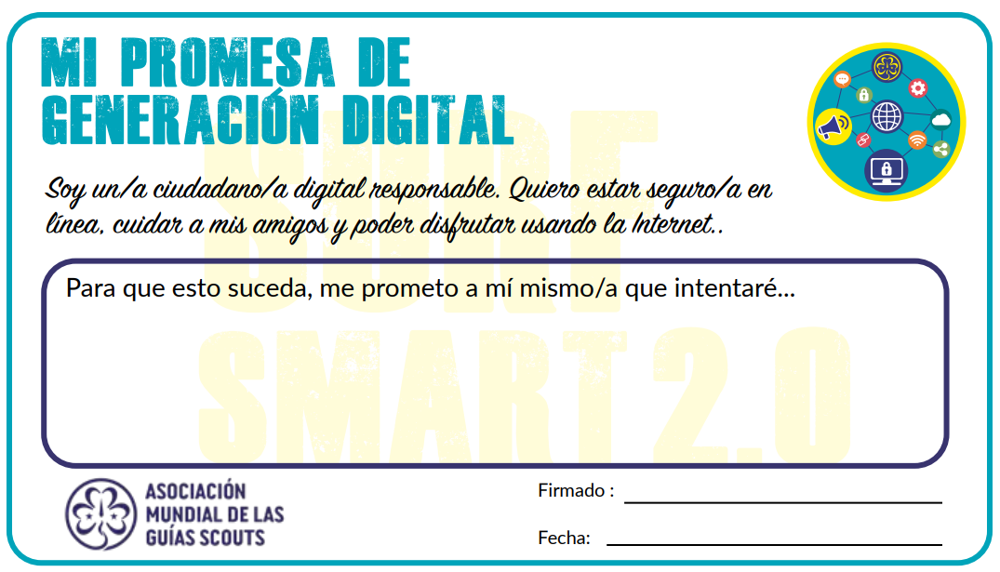 MI PROMESA DE
GENERACIÓN DIGITAL
Soy un/a ciudadano/a digital responsable. Quiero estar seguro/a en
línea, cuidar a mis amigos y poder disfrutar usando la Internet..
SURF
SMART 2.0
Para que esto suceda, me prometo a mí mismo/a que intentaré...
ASOCIACIÓN
MUNDIAL DE LAS
GUÍAS SCOUTS
Firmado :
Fecha: